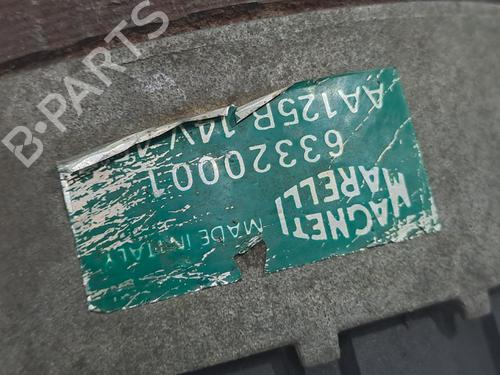 MAGNETI
MARELLI
MADE IN ITALY
63320001
AA125R 14V
B-PARTS